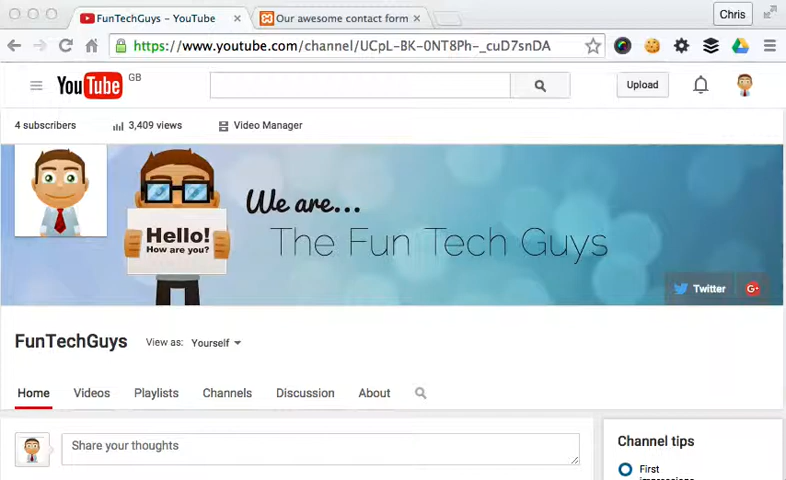 FunTechGuys - YouTube
Our awesome contact form
Chris
https://www.youtube.com/channel/UCpL-BK-0NT8Ph-_cuD7snDA
YouTube GB
Upload
4 subscribers
3,409 views
Video Manager
We are...
Hello!
How are you?
The Fun Tech Guys
Twitter
G+
FunTechGuys
View as: Yourself
Home
Videos
Playlists
Channels
Discussion
About
Share your thoughts
Channel tips
First